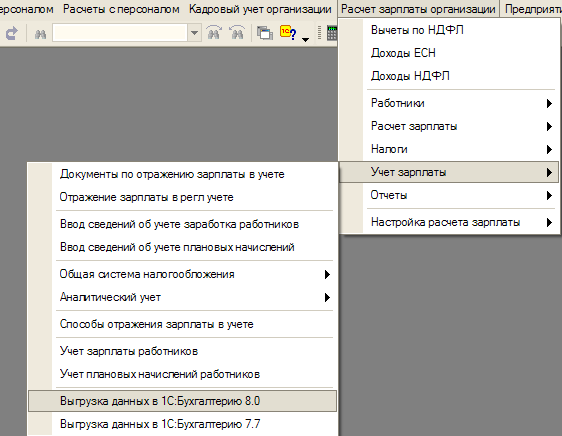 ерсоналом Расчеты с персоналом Кадровый учет организации Расчет зарплаты организации Предприяти
Вычеты по НДФЛ
Доходы ЕСН
Доходы НДФЛ
Работники
Расчет зарплаты
Налоги
Учет зарплаты
Отчеты
Настройка расчета зарплаты
Документы по отражению зарплаты в учете
Отражение зарплаты в регл учете
Ввод сведений об учете заработка работников
Ввод сведений об учете плановых начислений
Общая система налогообложения
Аналитический учет
Способы отражения зарплаты в учете
Учет зарплаты работников
Учет плановых начислений работников
Выгрузка данных в 1С:Бухгалтерию 8.0
Выгрузка данных в 1С:Бухгалтерию 7.7